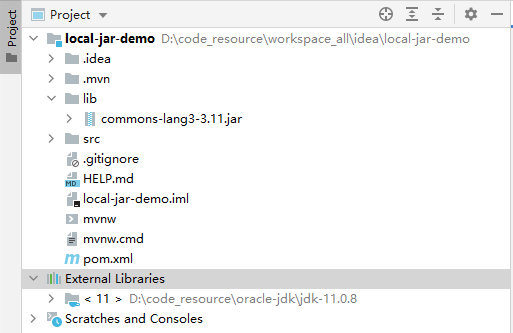 Project
Project
local-jar-demo D:\code_resource\workspace_all\idea\local-jar-demo
.idea
.mvn
lib
commons-lang3-3.11.jar
src
.gitignore
MD HELP.md
local-jar-demo.iml
mvnw
mvnw.cmd
m pom.xml
External Libraries
< 11 > D:\code_resource\oracle-jdk\jdk-11.0.8
Scratches and Consoles